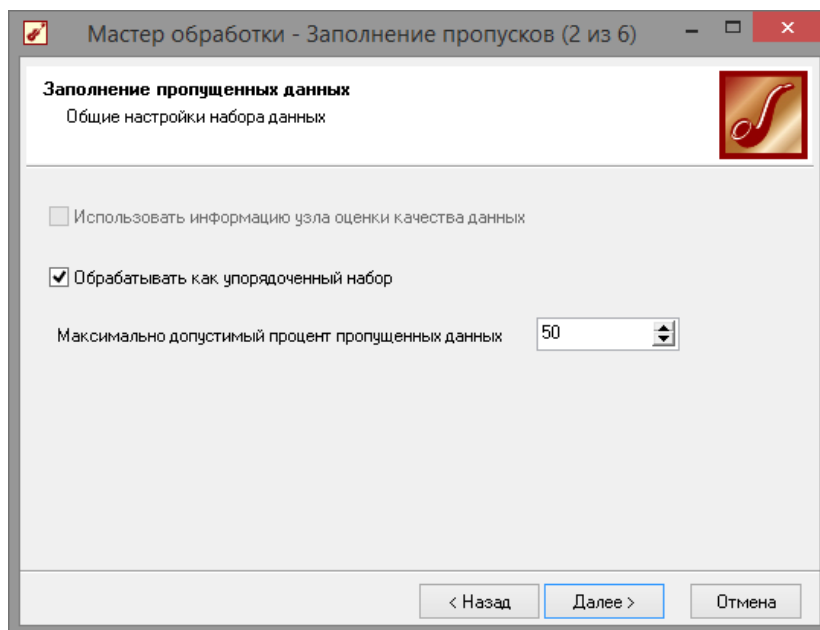 Мастер обработки - Заполнение пропусков (2 из 6)
Заполнение пропущенных данных
Общие настройки набора данных
Использовать информацию узла оценки качества данных
Обрабатывать как упорядоченный набор
Максимально допустимый процент пропущенных данных 50
< Назад Далее > Отмена